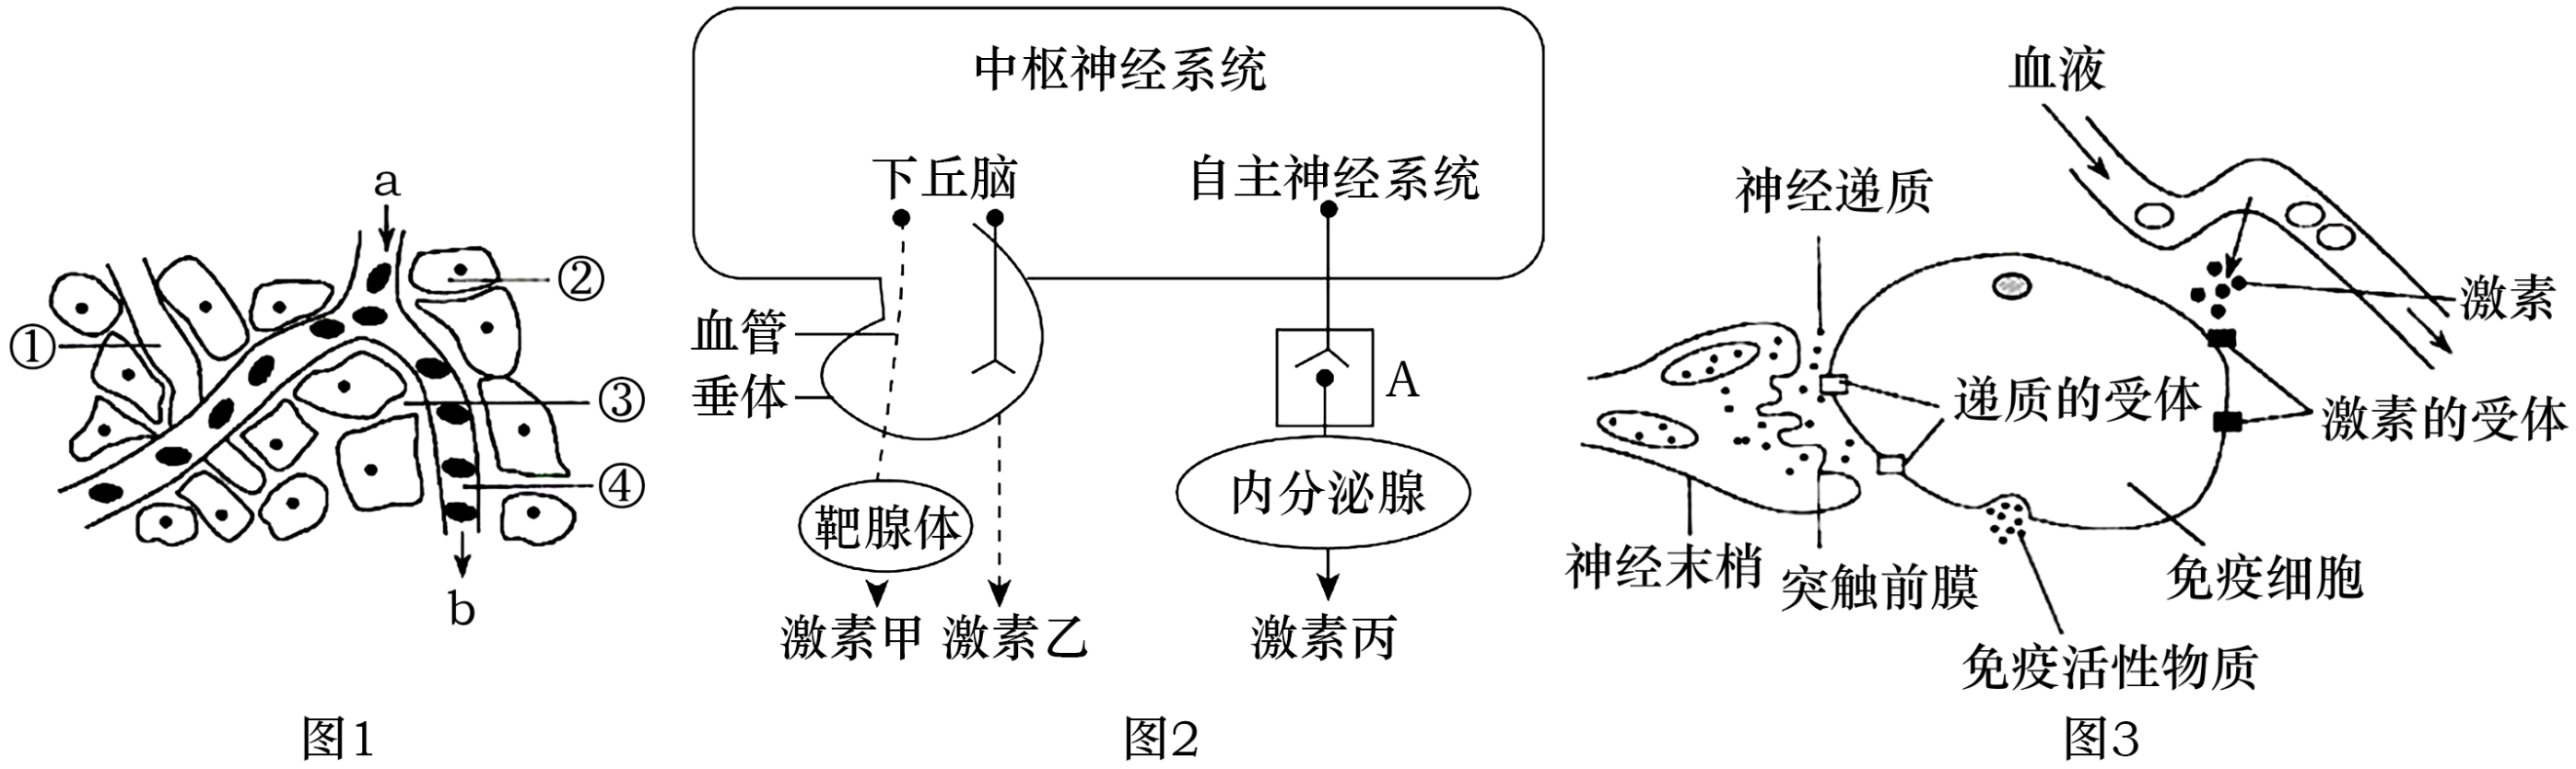 a
①
②
③
④
b
图1
中枢神经系统
下丘脑
自主神经系统
血管
垂体
A
靶腺体
内分泌腺
激素甲
激素乙
激素丙
图2
血液
神经递质
激素
递质的受体
激素的受体
神经末梢
突触前膜
免疫细胞
免疫活性物质
图3